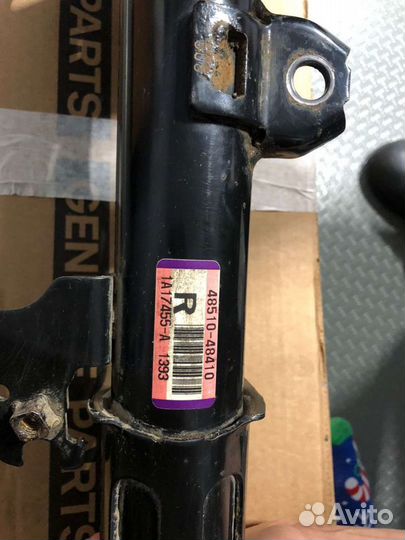 48510-48410
R
1A17455-A 1393
PARTS GEN
E PARTS
Avito